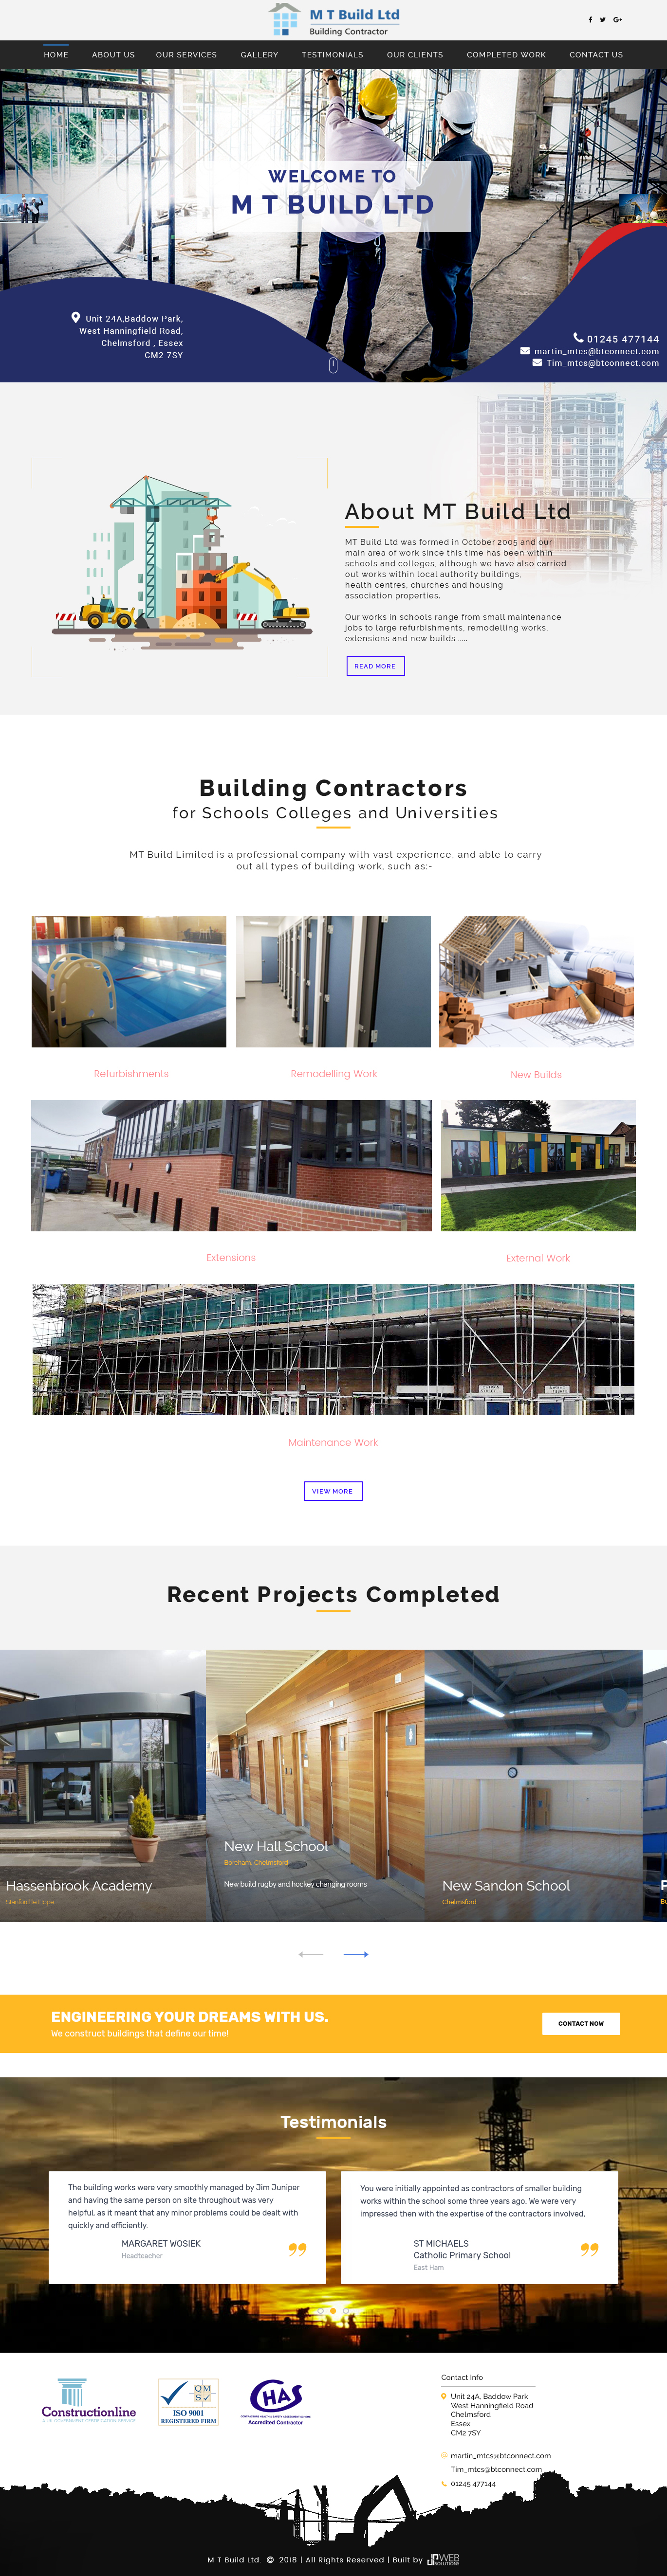 M T Build Ltd
Building Contractor
HOME ABOUT US OUR SERVICES GALLERY TESTIMONIALS OUR CLIENTS COMPLETED WORK CONTACT US
WELCOME TO
M T BUILD LTD
Unit 24A,Baddow Park,
West Hanningfield Road,
Chelmsford , Essex
CM2 7SY
01245 477144
martin_mtcs@btconnect.com
Tim_mtcs@btconnect.com
About MT Build Ltd
MT Build Ltd was formed in October 2005 and our
main area of work since this time has been within
schools and colleges, although we have also carried
out works within local authority buildings,
health centres, churches and housing
association properties.
Our works in schools range from small maintenance
jobs to large refurbishments, remodelling works,
extensions and new builds .....
READ MORE
Building Contractors
for Schools Colleges and Universities
MT Build Limited is a professional company with vast experience, and able to carry
out all types of building work, such as:-
Refurbishments
Remodelling Work
New Builds
Extensions
External Work
Maintenance Work
VIEW MORE
Recent Projects Completed
Hassenbrook Academy
Stanford le Hope
New Hall School
Boreham, Chelmsford
New build rugby and hockey changing rooms
New Sandon School
Chelmsford
ENGINEERING YOUR DREAMS WITH US.
We construct buildings that define our time!
CONTACT NOW
Testimonials
The building works were very smoothly managed by Jim Juniper
and having the same person on site throughout was very
helpful, as it meant that any minor problems could be dealt with
quickly and efficiently.
MARGARET WOSIEK
Headteacher
You were initially appointed as contractors of smaller building
works within the school some three years ago. We were very
impressed then with the expertise of the contractors involved,
ST MICHAELS
Catholic Primary School
East Ham
Constructionline
QM
S
ISO 9001
REGISTERED FIRM
CHAS
Accredited Contractor
Contact Info
Unit 24A, Baddow Park
West Hanningfield Road
Chelmsford
Essex
CM2 7SY
martin_mtcs@btconnect.com
Tim_mtcs@btconnect.com
01245 477144
M T Build Ltd. © 2018 | All Rights Reserved | Built by
WEB
SOLUTIONS